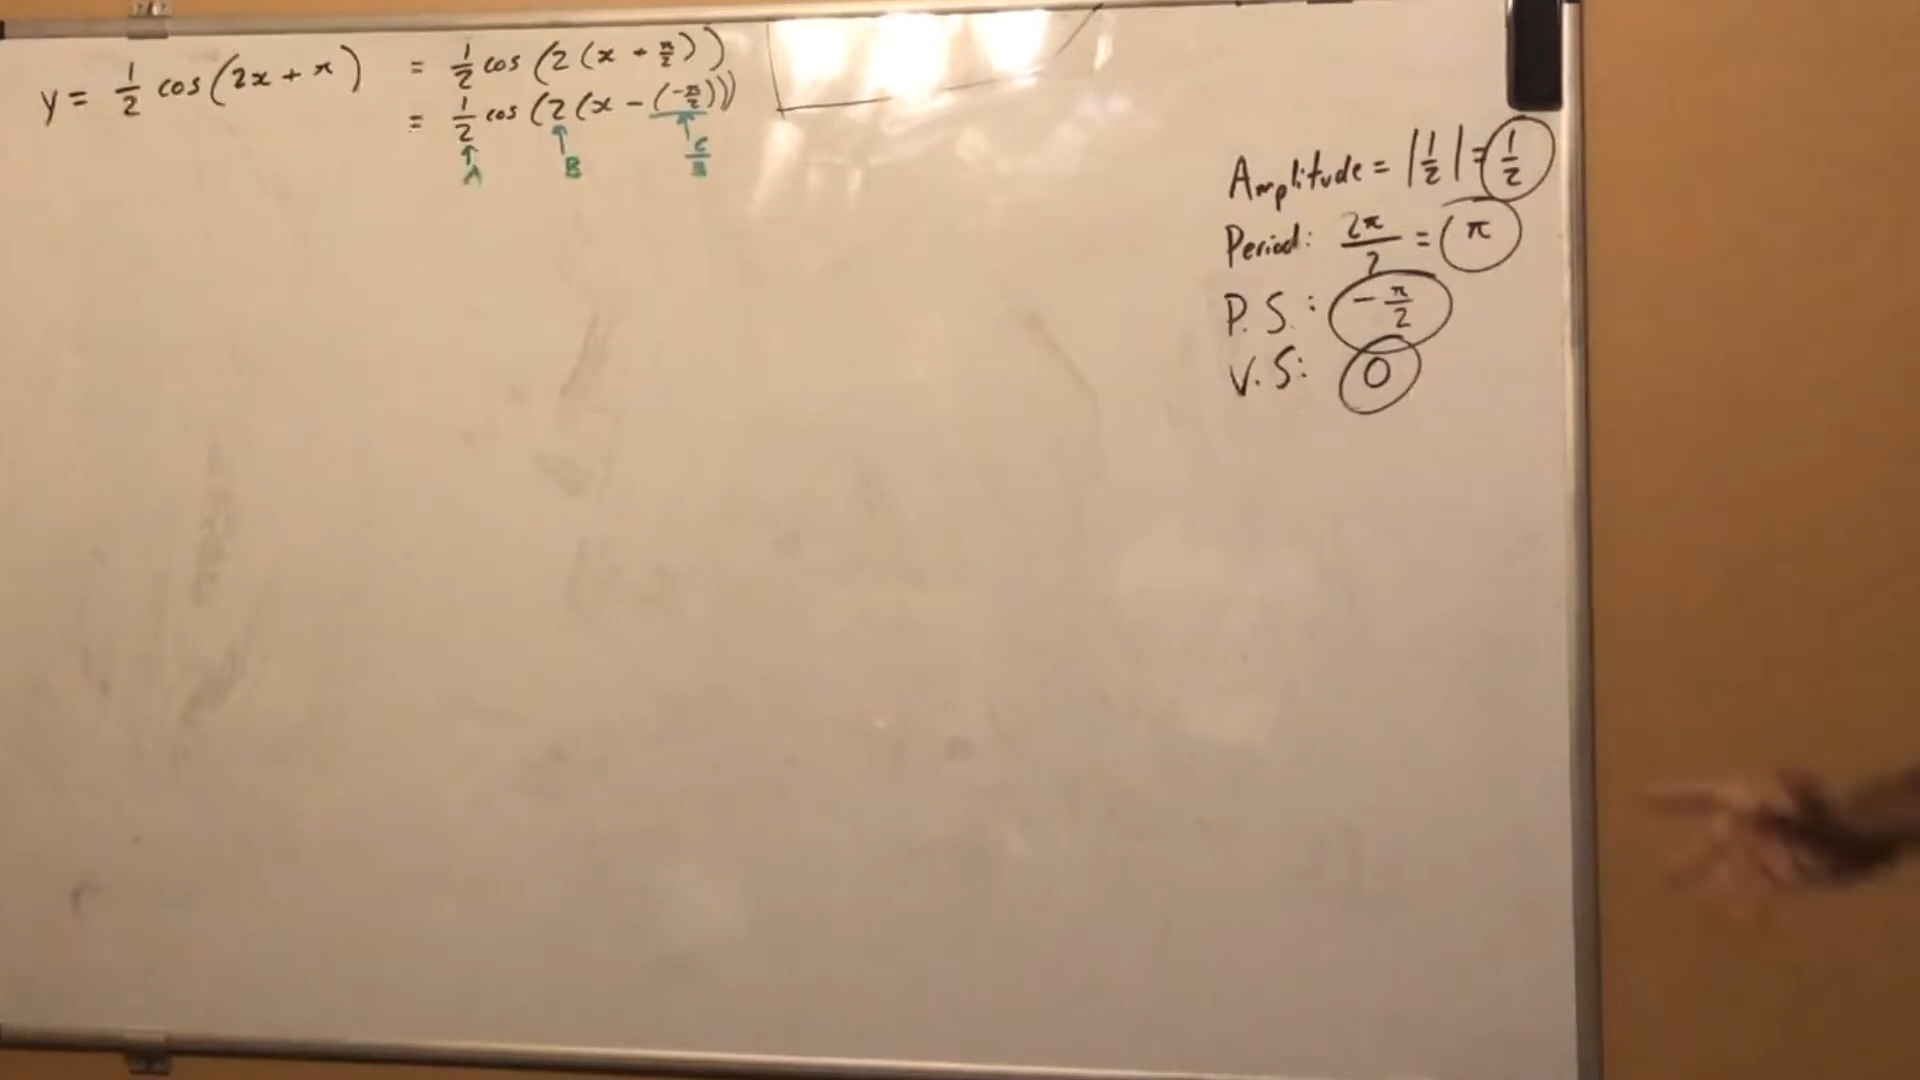 y = 1/2 cos(2x + π) = 1/2 cos(2(x + π/2))
= 1/2 cos(2(x - (-π/2)))
A B C/B
Amplitude = |1/2| = 1/2
Period: 2π/2 = π
P.S.: -π/2
V.S: 0